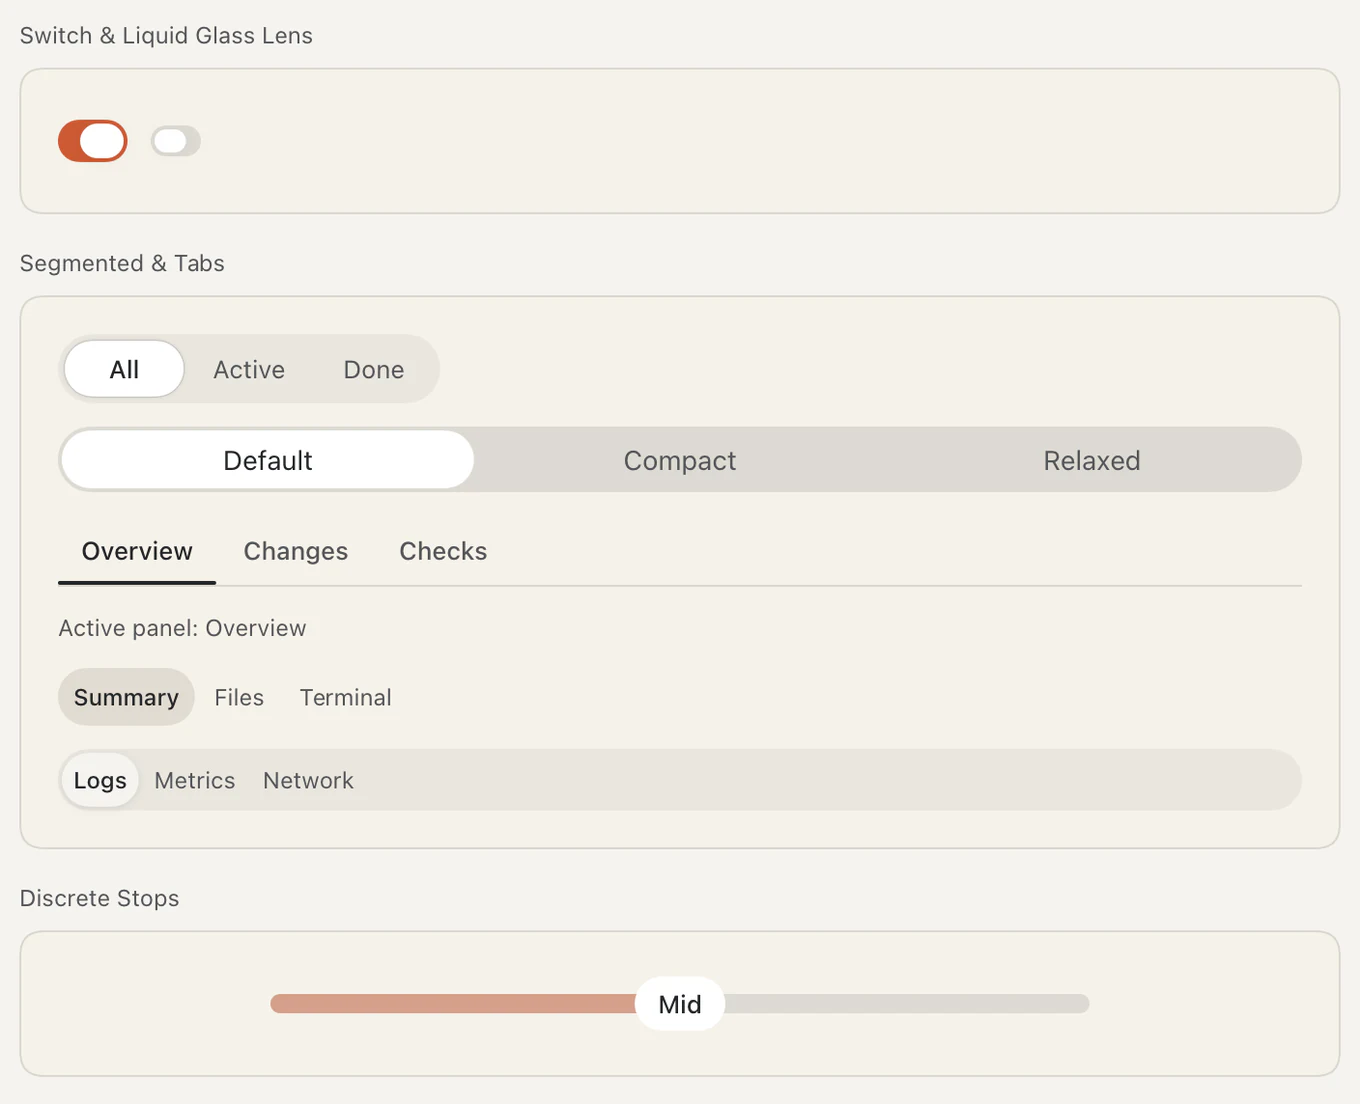 Switch & Liquid Glass Lens
Segmented & Tabs
All Active Done
Default Compact Relaxed
Overview Changes Checks
Active panel: Overview
Summary Files Terminal
Logs Metrics Network
Discrete Stops
Mid